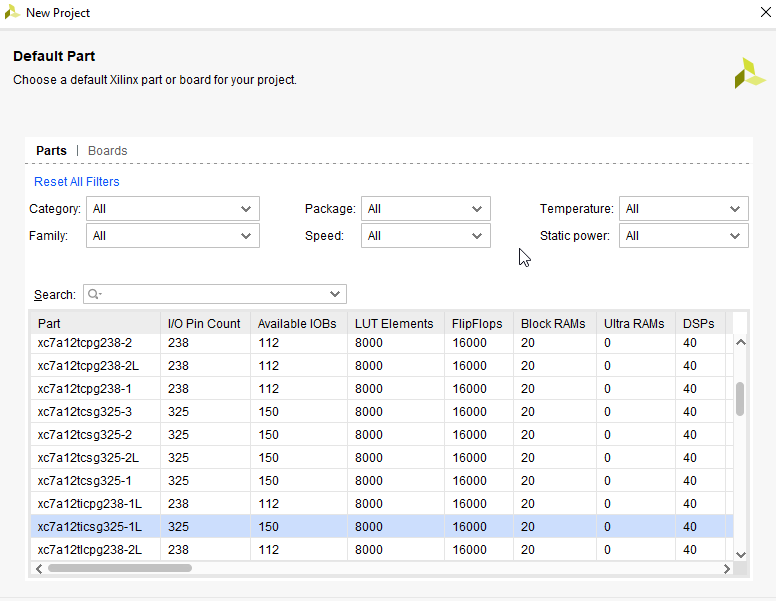 New Project
Default Part
Choose a default Xilinx part or board for your project.
Parts | Boards
Reset All Filters
Category: All Package: All Temperature: All
Family: All Speed: All Static power: All
Search:
Part I/O Pin Count Available IOBs LUT Elements FlipFlops Block RAMs Ultra RAMs DSPs
xc7a12tcpg238-2 238 112 8000 16000 20 0 40
xc7a12tcpg238-2L 238 112 8000 16000 20 0 40
xc7a12tcpg238-1 238 112 8000 16000 20 0 40
xc7a12tcsg325-3 325 150 8000 16000 20 0 40
xc7a12tcsg325-2 325 150 8000 16000 20 0 40
xc7a12tcsg325-2L 325 150 8000 16000 20 0 40
xc7a12tcsg325-1 325 150 8000 16000 20 0 40
xc7a12ticpg238-1L 238 112 8000 16000 20 0 40
xc7a12ticsg325-1L 325 150 8000 16000 20 0 40
xc7a12tlcpg238-2L 238 112 8000 16000 20 0 40